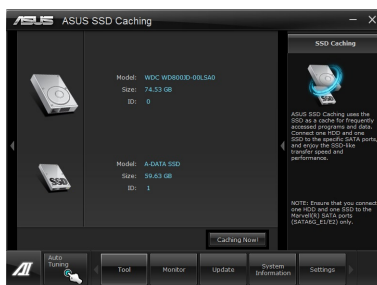 ASUS ASUS SSD Caching
Model: WDC WD800JD-00LSA0
Size: 74.53 GB
ID: 0
SSD
Model: A-DATA SSD
Size: 59.63 GB
ID: 1
Caching Now!
SSD Caching
SSD
ASUS SSD Caching uses the
SSD as a cache for frequently
accessed programs and data.
Connect one HDD and one
SSD to the specific SATA ports,
and enjoy the SSD-like
transfer speed and
performance.
NOTE: Ensure that you connect
one HDD and one SSD to the
Marvell(R) SATA ports
(SATA6G_E1/E2) only.
Auto
Tuning
Tool
Monitor
Update
System
Information
Settings